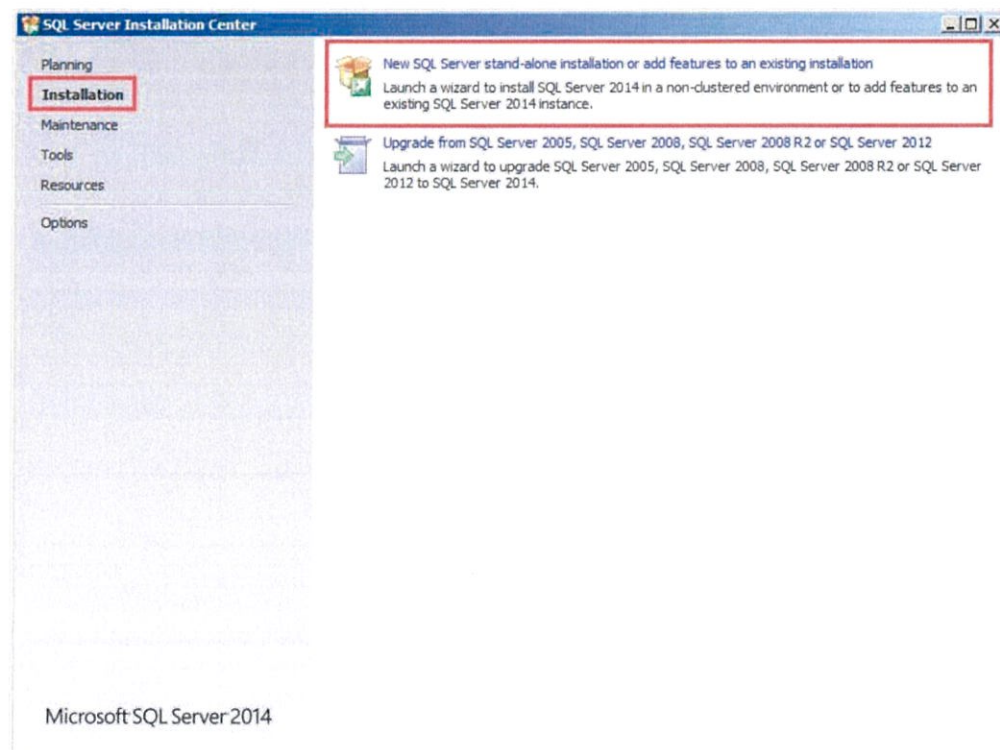 SQL Server Installation Center
Planning
Installation
Maintenance
Tools
Resources
Options
New SQL Server stand-alone installation or add features to an existing installation
Launch a wizard to install SQL Server 2014 in a non-clustered environment or to add features to an
existing SQL Server 2014 instance.
Upgrade from SQL Server 2005, SQL Server 2008, SQL Server 2008 R2 or SQL Server 2012
Launch a wizard to upgrade SQL Server 2005, SQL Server 2008, SQL Server 2008 R2 or SQL Server
2012 to SQL Server 2014.
Microsoft SQL Server 2014